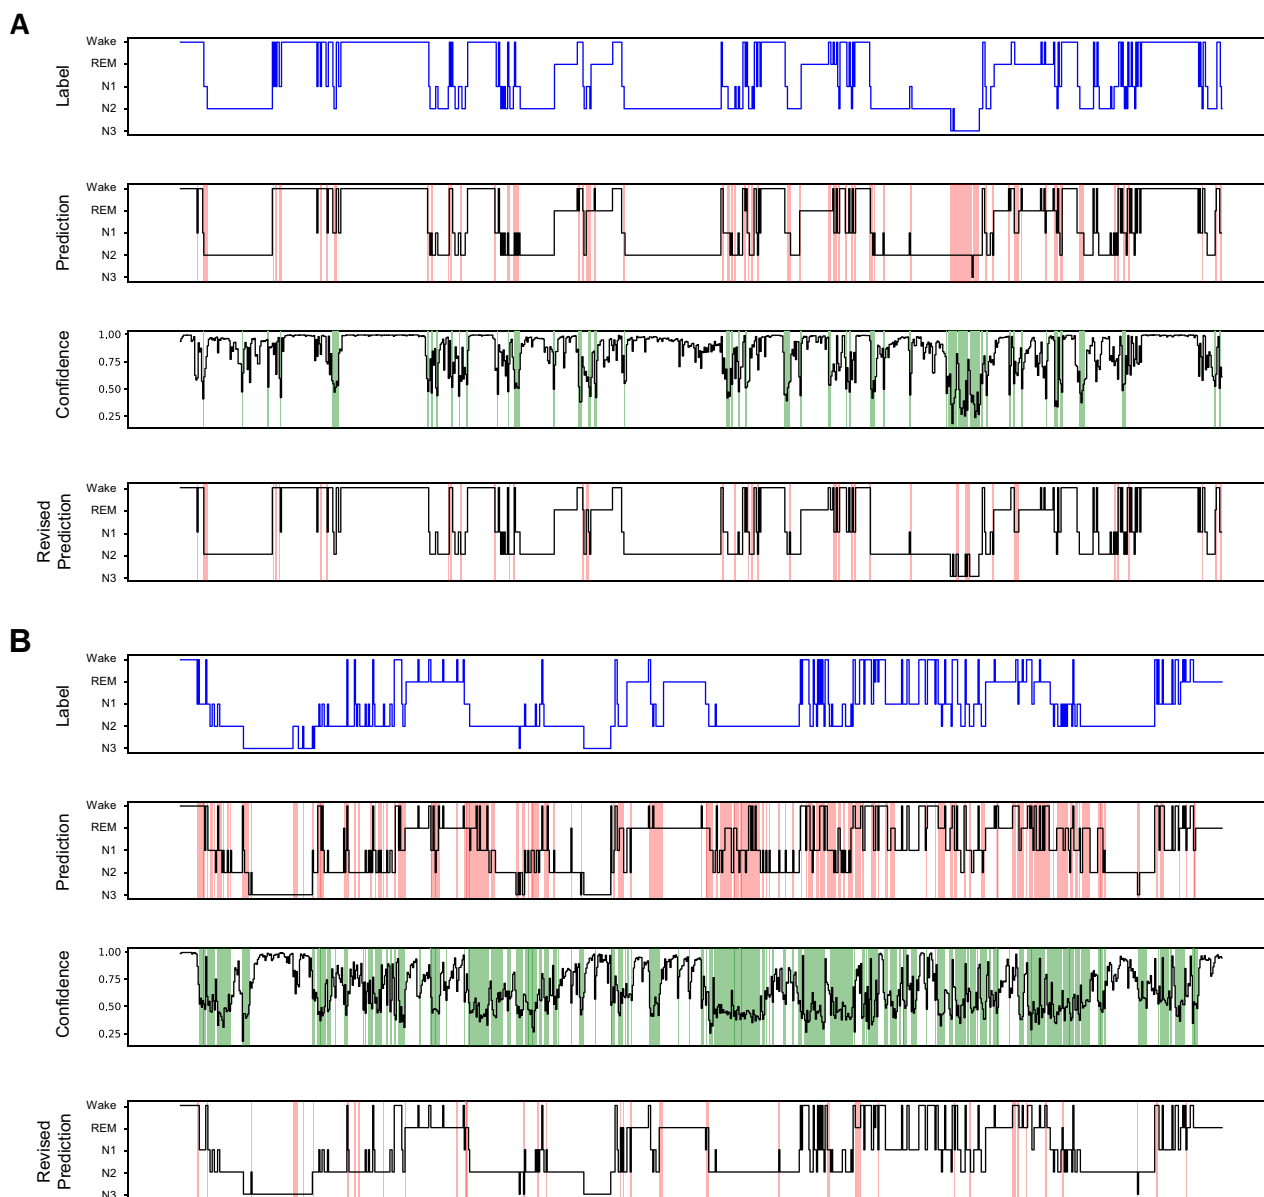 A
Label
Wake
REM
N1
N2
N3
Prediction
Wake
REM
N1
N2
N3
Confidence
1.00
0.75
0.50
0.25
Revised
Prediction
Wake
REM
N1
N2
N3
B
Label
Wake
REM
N1
N2
N3
Prediction
Wake
REM
N1
N2
N3
Confidence
1.00
0.75
0.50
0.25
Revised
Prediction
Wake
REM
N1
N2
N3